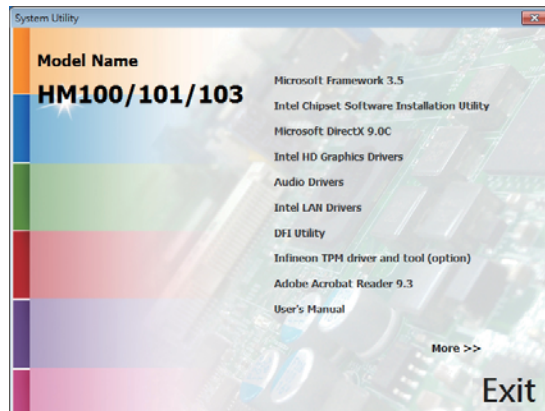 System Utility
Model Name
HM100/101/103
Microsoft Framework 3.5
Intel Chipset Software Installation Utility
Microsoft DirectX 9.0C
Intel HD Graphics Drivers
Audio Drivers
Intel LAN Drivers
DFI Utility
Infineon TPM driver and tool (option)
Adobe Acrobat Reader 9.3
User's Manual
More >>
Exit